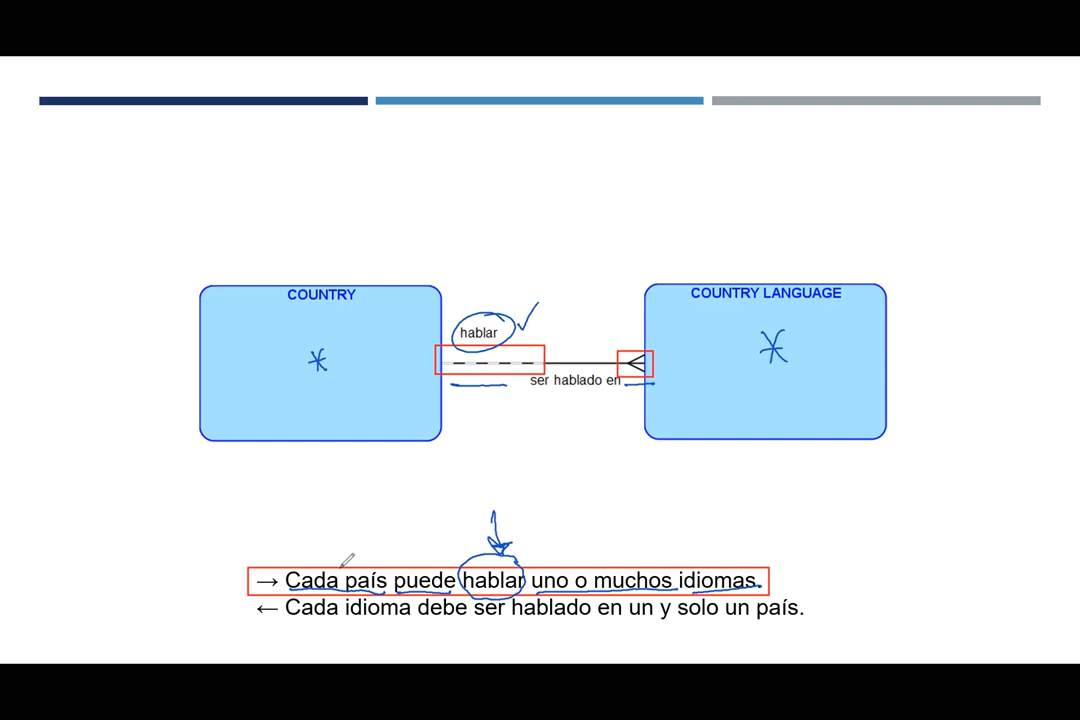 COUNTRY
COUNTRY LANGUAGE
hablar
ser hablado en
→ Cada país puede hablar uno o muchos idiomas.
← Cada idioma debe ser hablado en un y solo un país.